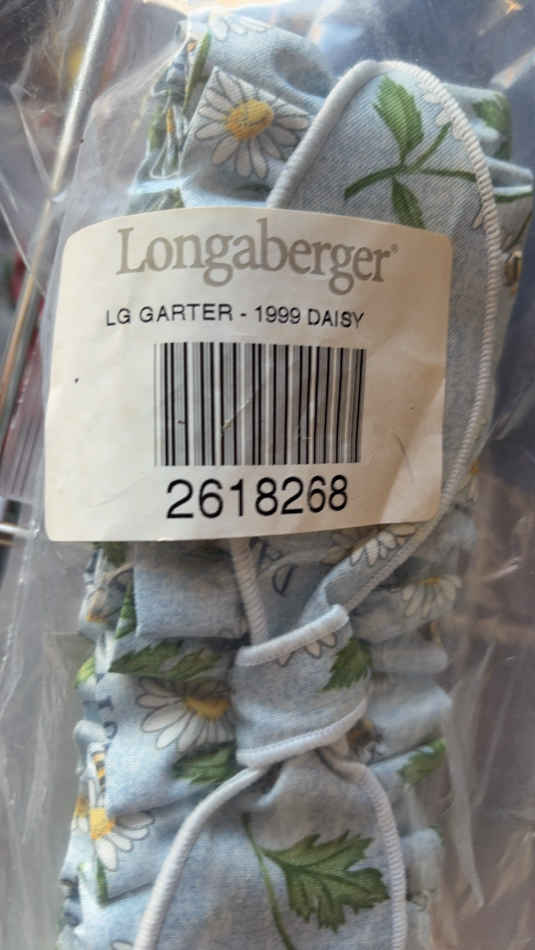 Longaberger®
LG GARTER - 1999 DAISY
2618268